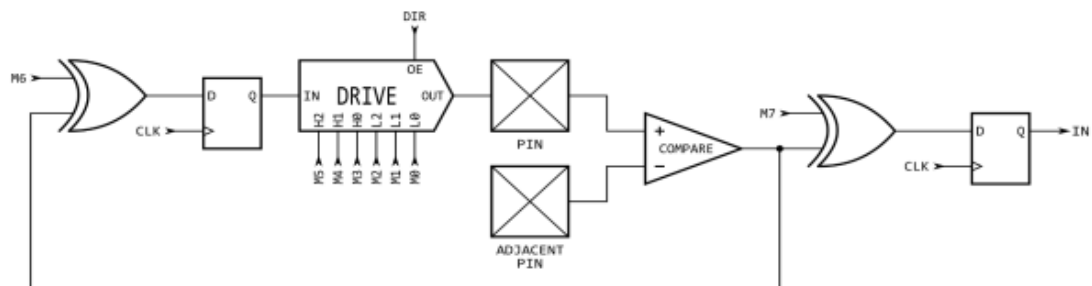 DIR
M6
D
Q
CLK
IN
DRIVE
OE
OUT
H2
H1
H0
L2
L1
L0
M5
M4
M3
M2
M1
M0
PIN
ADJACENT
PIN
+
COMPARE
−
M7
D
Q
CLK
IN